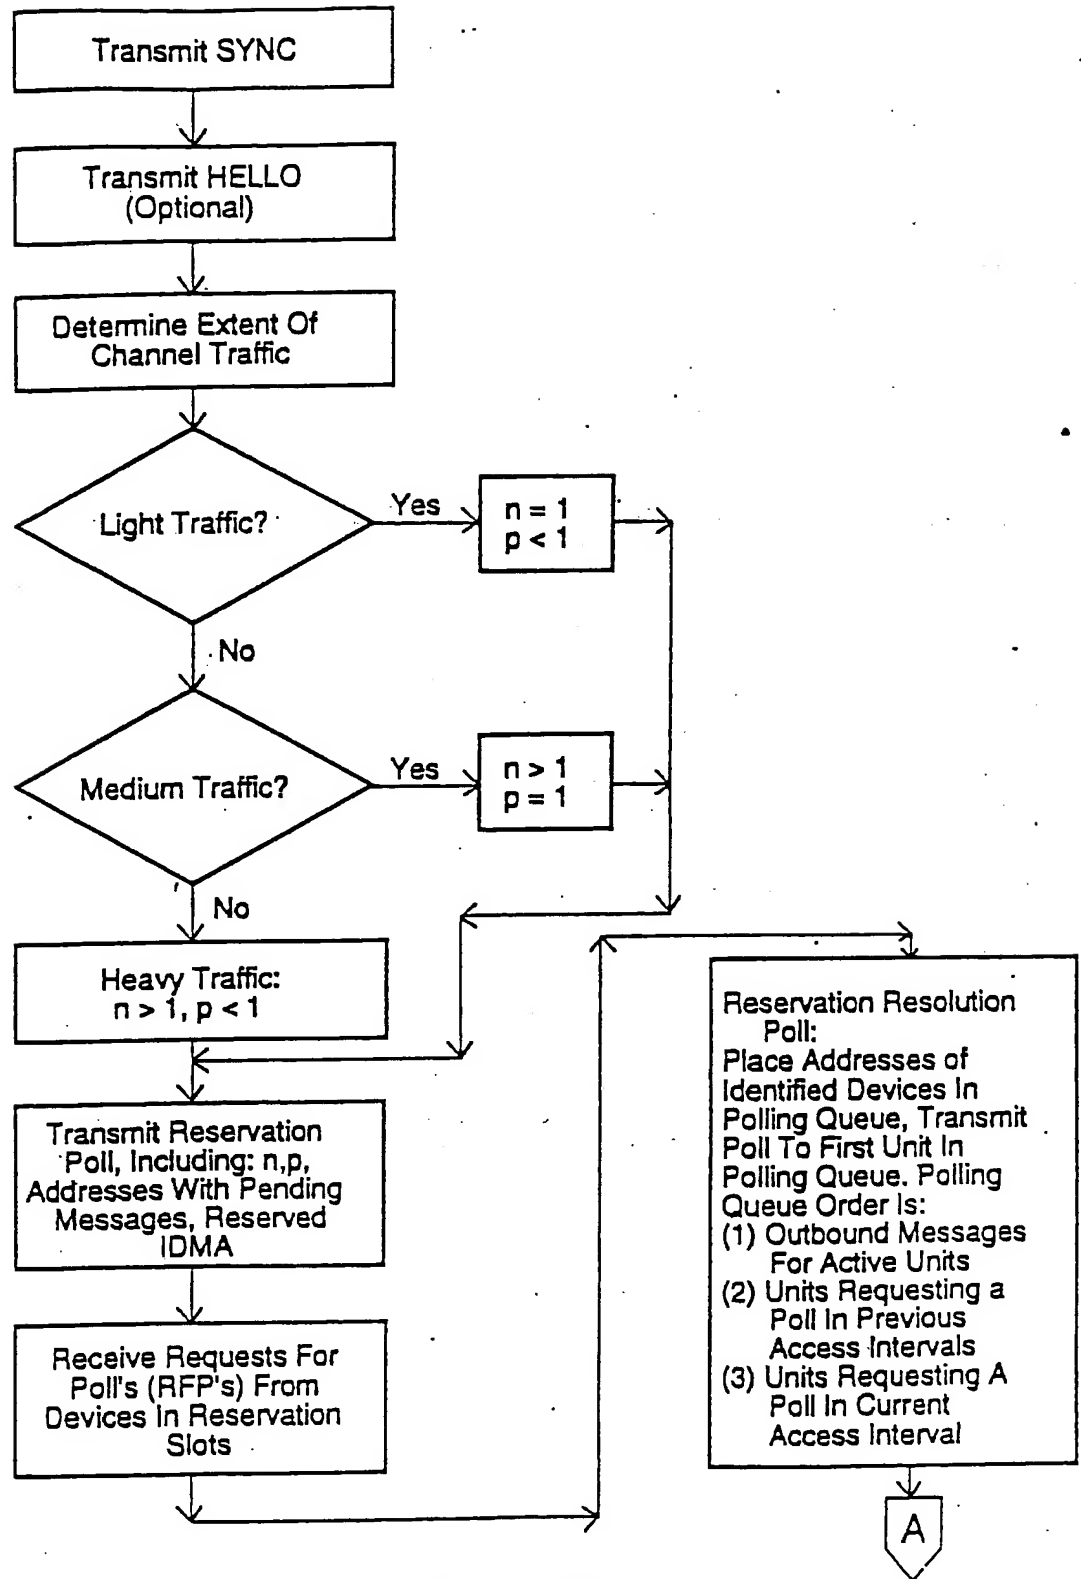 Transmit SYNC
Transmit HELLO
(Optional)
Determine Extent Of
Channel Traffic
Light Traffic?
Yes
n = 1
p < 1
No
Medium Traffic?
Yes
n > 1
p = 1
No
Heavy Traffic:
n > 1, p < 1
Transmit Reservation
Poll, Including: n,p,
Addresses With Pending
Messages, Reserved
IDMA
Receive Requests For
Poll's (RFP's) From
Devices In Reservation
Slots
Reservation Resolution
Poll:
Place Addresses of
Identified Devices In
Polling Queue, Transmit
Poll To First Unit In
Polling Queue. Polling
Queue Order Is:
(1) Outbound Messages
For Active Units
(2) Units Requesting a
Poll In Previous
Access Intervals
(3) Units Requesting A
Poll In Current
Access Interval
A